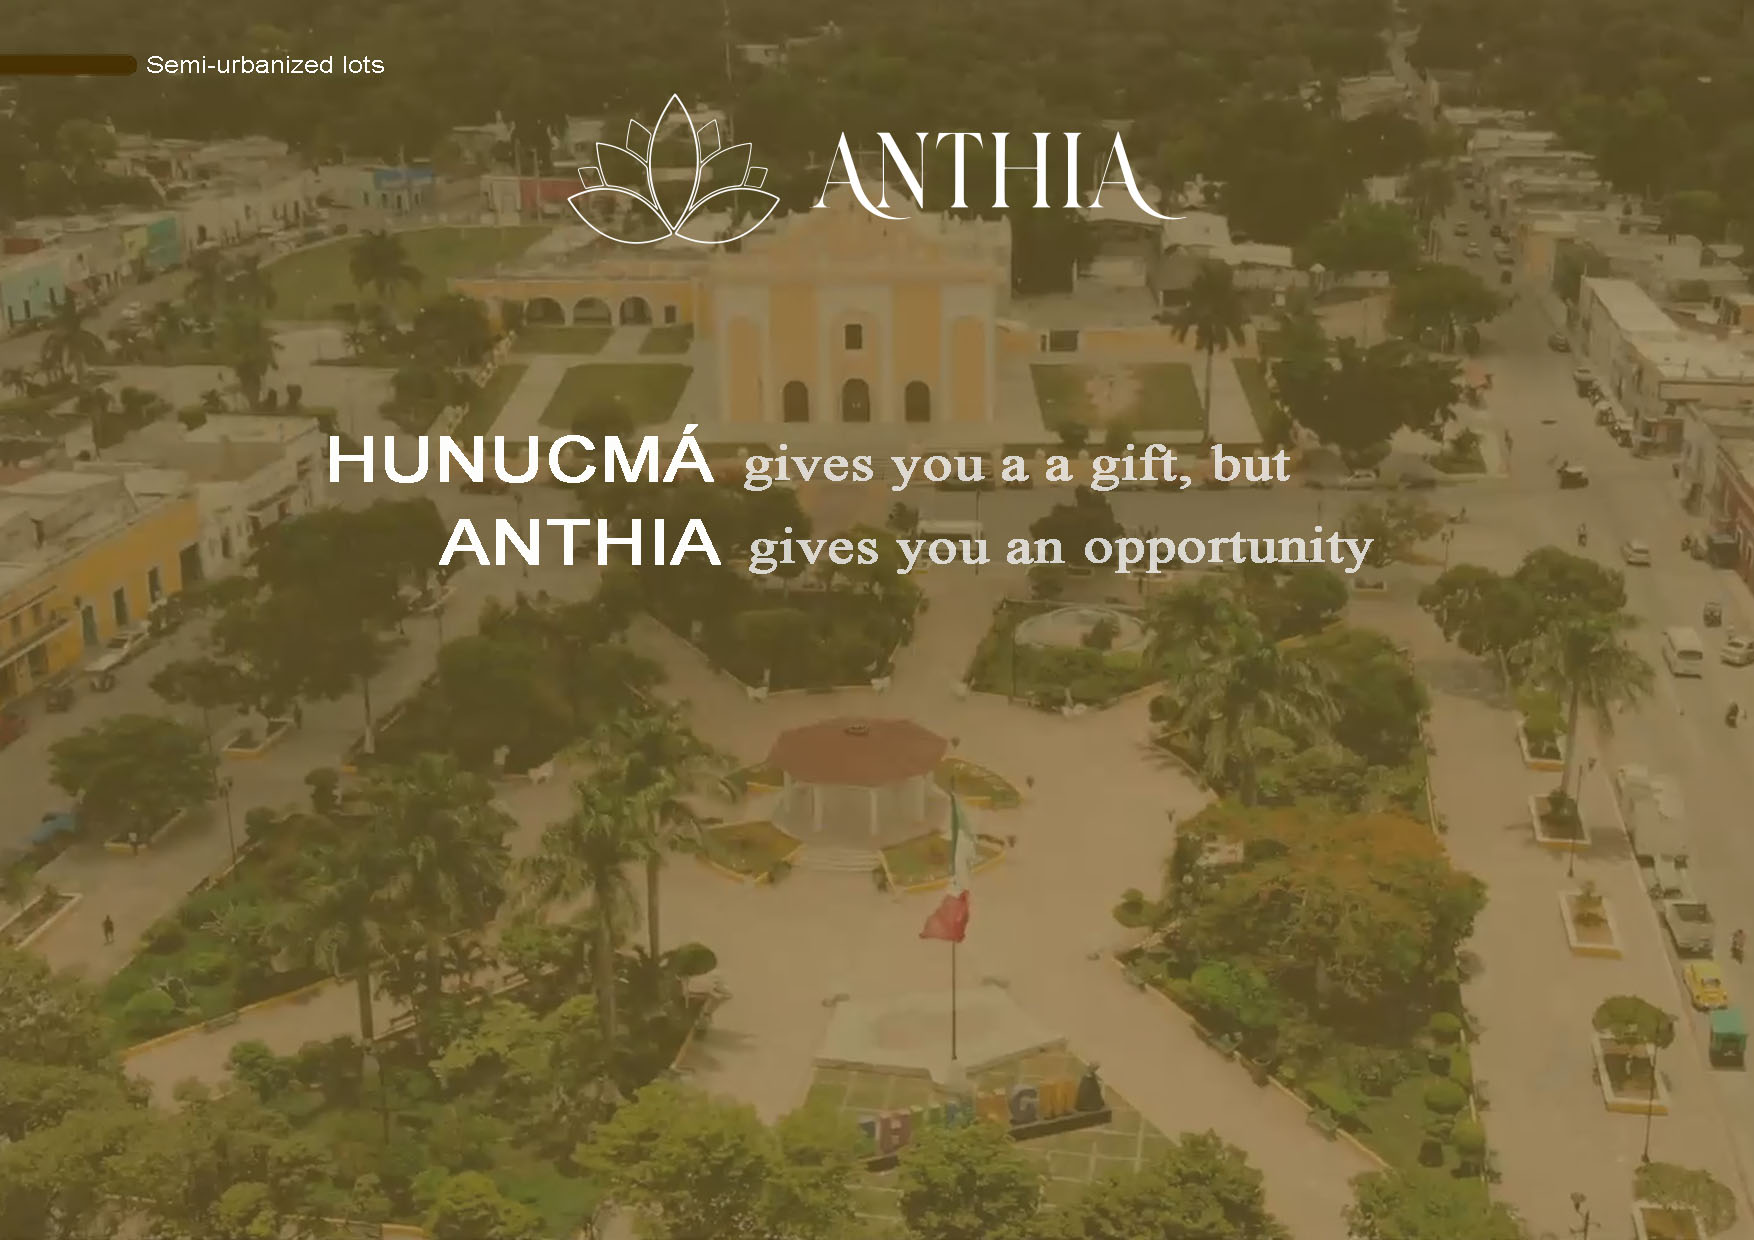 Semi-urbanized lots
ANTHIA
HUNUCMÁ gives you a a gift, but
ANTHIA gives you an opportunity